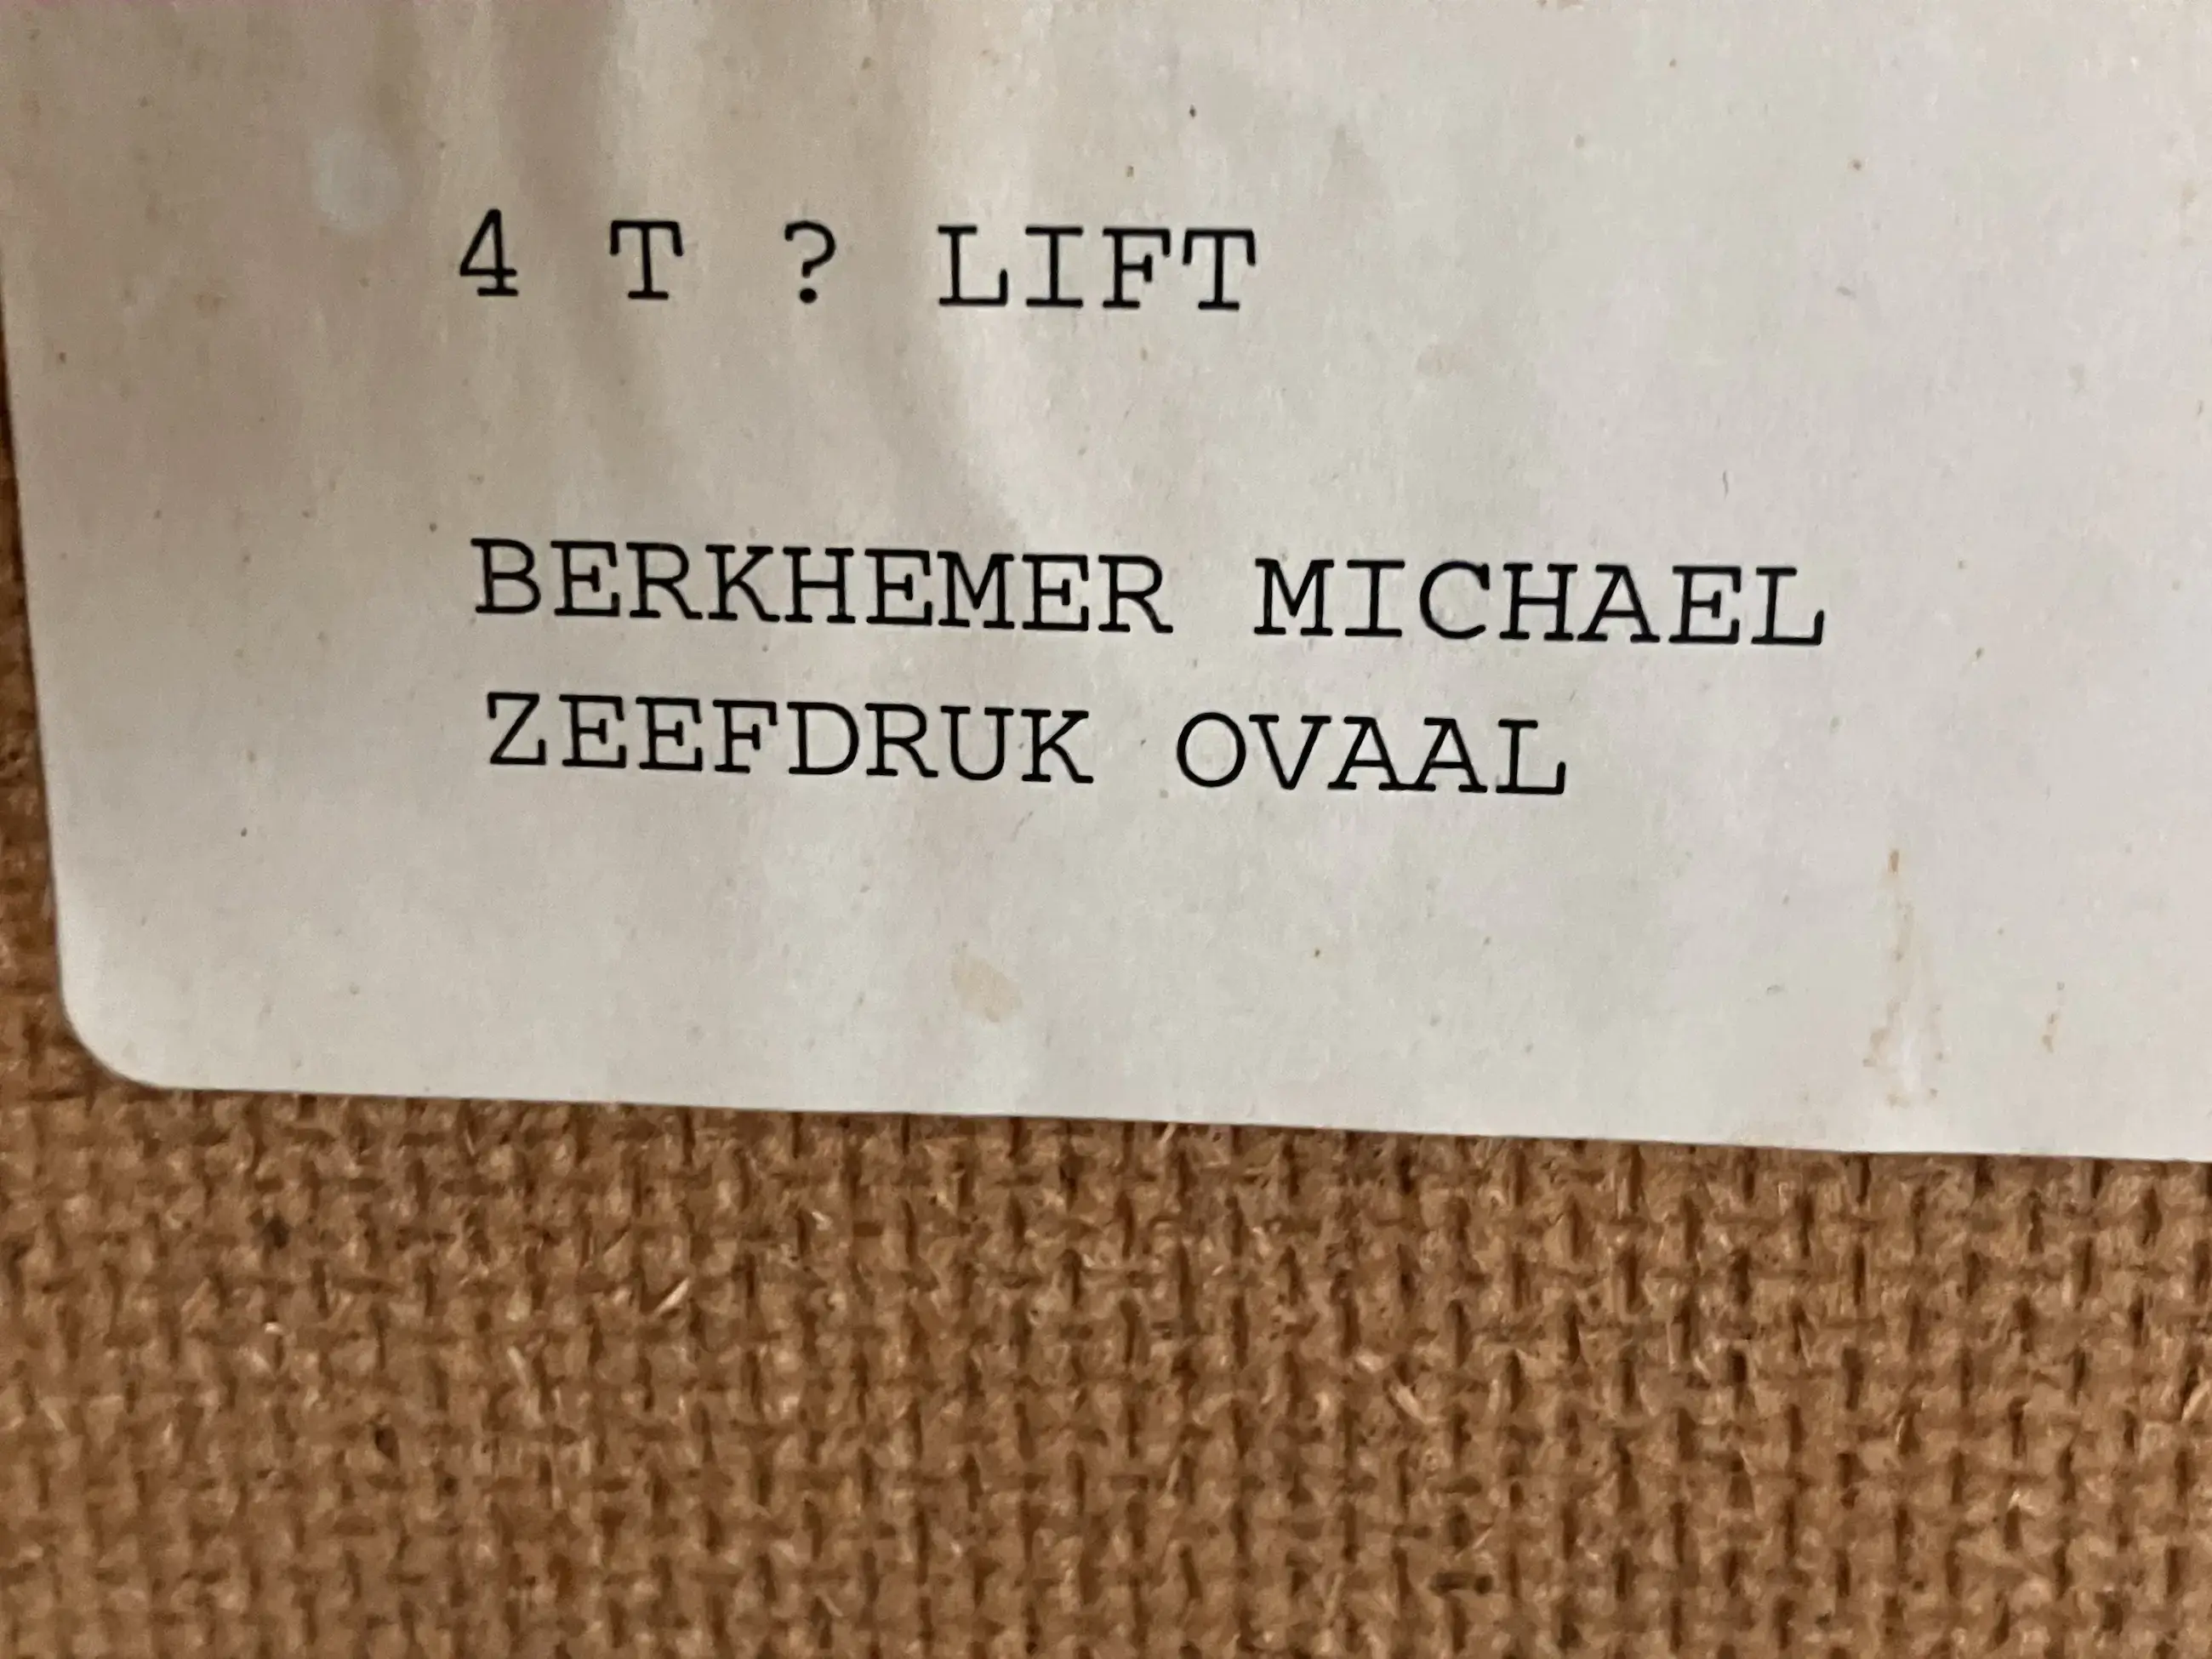 4 T ? LIFT
BERKHEMER MICHAEL
ZEEFDRUK OVAAL